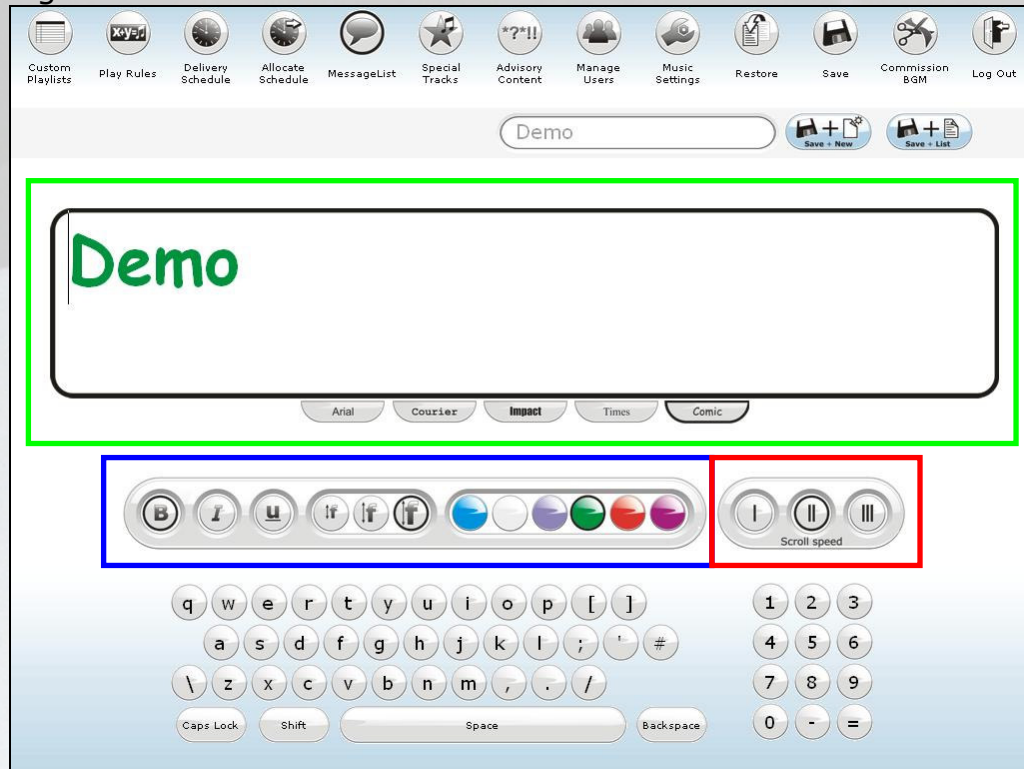 Custom Playlists
X+Y=
Play Rules
Delivery Schedule
Allocate Schedule
MessageList
Special Tracks
*?*!!
Advisory Content
Manage Users
Music Settings
Restore
Save
Commission BGM
Log Out
Demo
Save + New
Save + List
Demo
Arial
Courier
Impact
Times
Comic
B I u
I II III
Scroll speed
q w e r t y u i o p [ ]
1 2 3
a s d f g h j k l ; ' #
4 5 6
\ z x c v b n m , . /
7 8 9
Caps Lock Shift Space Backspace
0 - =